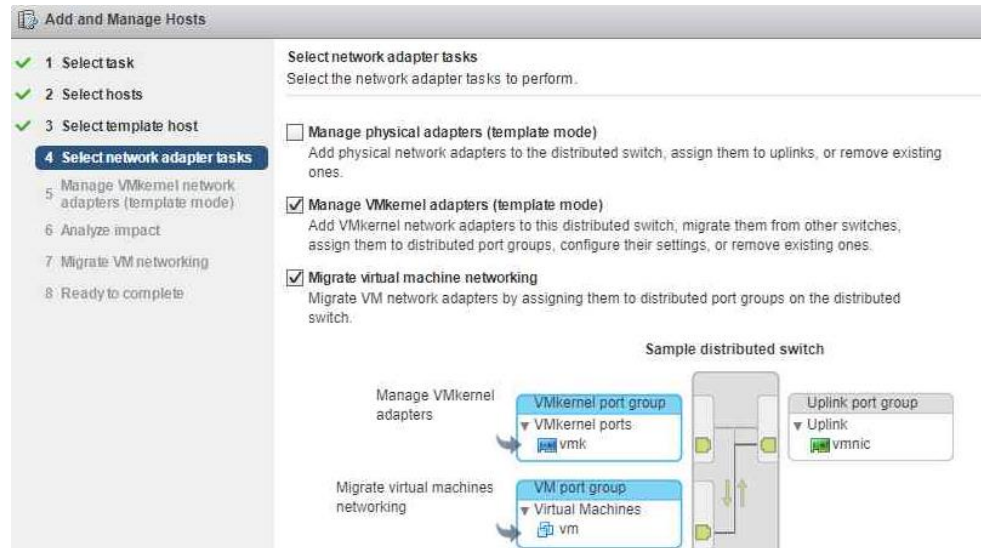 Add and Manage Hosts
1 Select task
2 Select hosts
3 Select template host
4 Select network adapter tasks
5 Manage VMkernel network
adapters (template mode)
6 Analyze impact
7 Migrate VM networking
8 Ready to complete
Select network adapter tasks
Select the network adapter tasks to perform.
Manage physical adapters (template mode)
Add physical network adapters to the distributed switch, assign them to uplinks, or remove existing
ones.
Manage VMkernel adapters (template mode)
Add VMkernel network adapters to this distributed switch, migrate them from other switches,
assign them to distributed port groups, configure their settings, or remove existing ones.
Migrate virtual machine networking
Migrate VM network adapters by assigning them to distributed port groups on the distributed
switch.
Sample distributed switch
Manage VMkernel
adapters
VMkernel port group
VMkernel ports
vmk
Uplink port group
Uplink
vmnic
Migrate virtual machines
networking
VM port group
Virtual Machines
vm